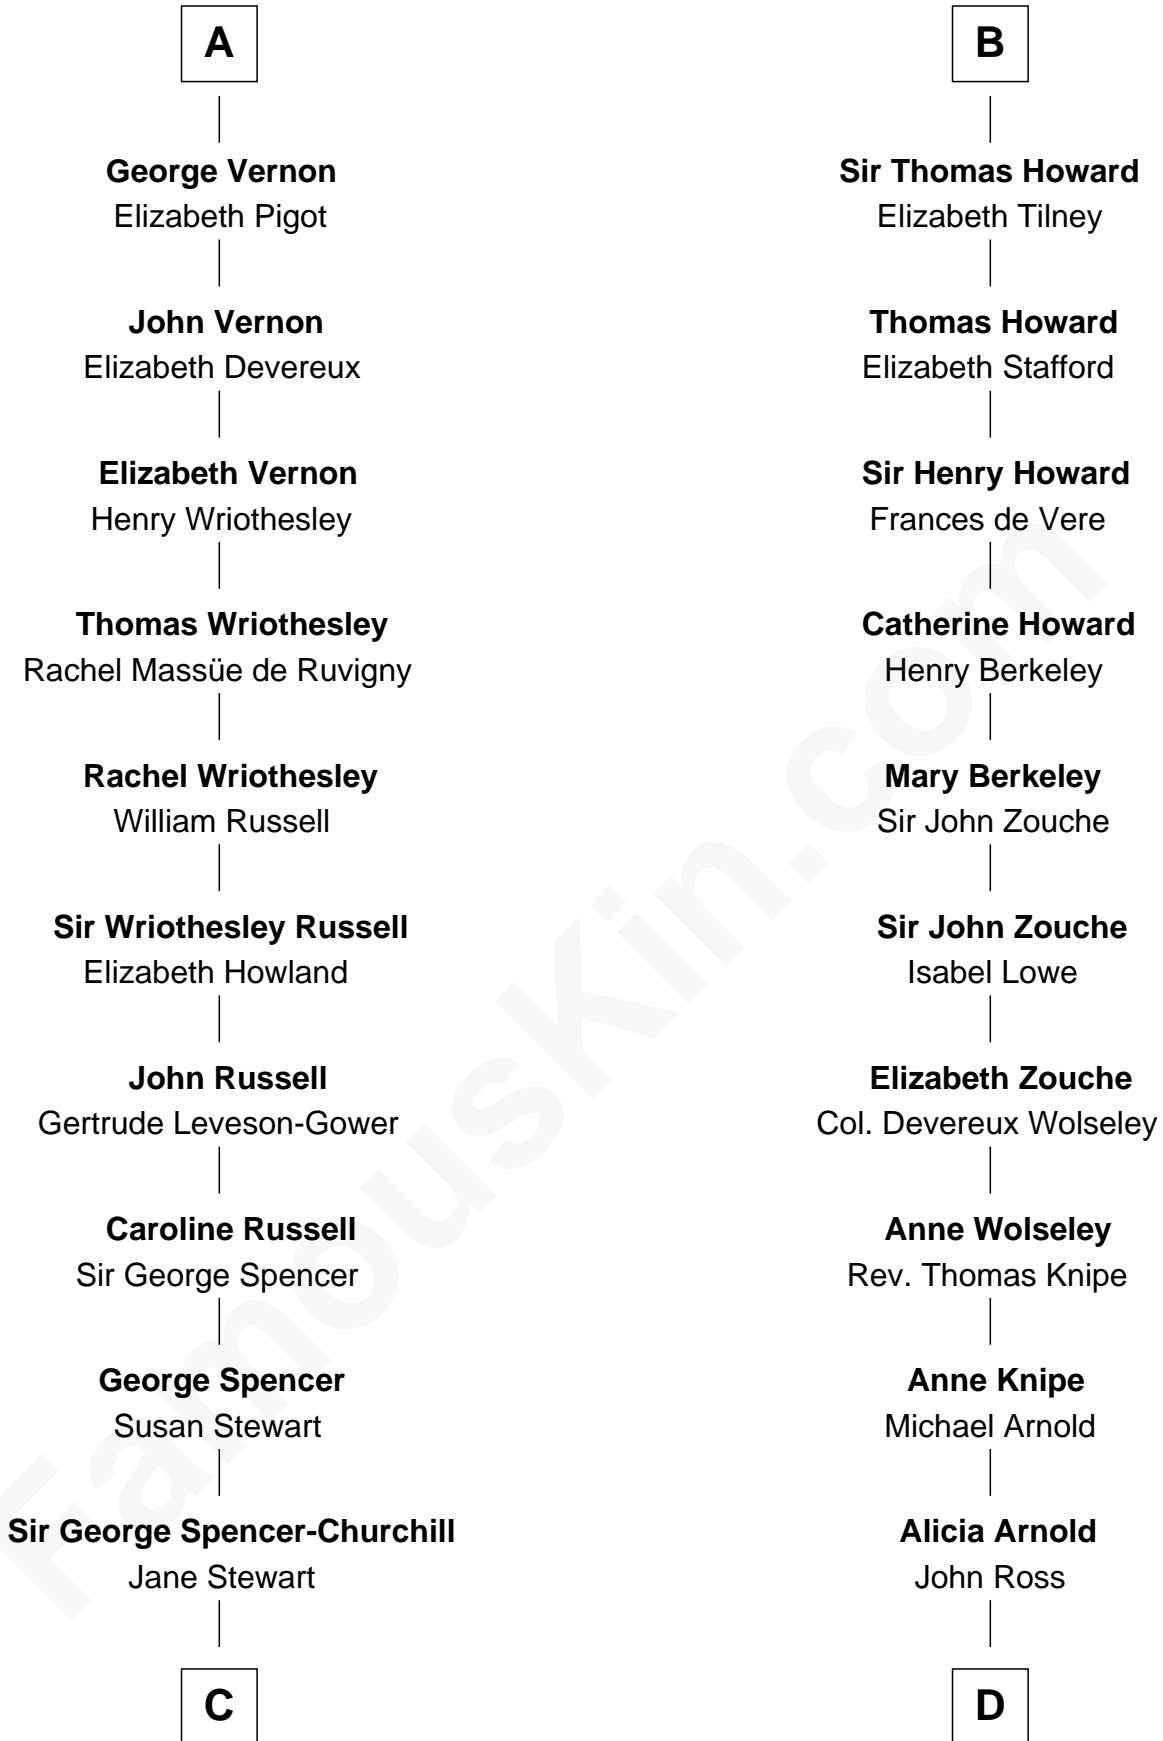 A
George Vernon
Elizabeth Pigot
John Vernon
Elizabeth Devereux
Elizabeth Vernon
Henry Wriothesley
Thomas Wriothesley
Rachel Massüe de Ruvigny
Rachel Wriothesley
William Russell
Sir Wriothesley Russell
Elizabeth Howland
John Russell
Gertrude Leveson-Gower
Caroline Russell
Sir George Spencer
George Spencer
Susan Stewart
Sir George Spencer-Churchill
Jane Stewart
C
B
Sir Thomas Howard
Elizabeth Tilney
Thomas Howard
Elizabeth Stafford
Sir Henry Howard
Frances de Vere
Catherine Howard
Henry Berkeley
Mary Berkeley
Sir John Zouche
Sir John Zouche
Isabel Lowe
Elizabeth Zouche
Col. Devereux Wolseley
Anne Wolseley
Rev. Thomas Knipe
Anne Knipe
Michael Arnold
Alicia Arnold
John Ross
D
FamousKin.com